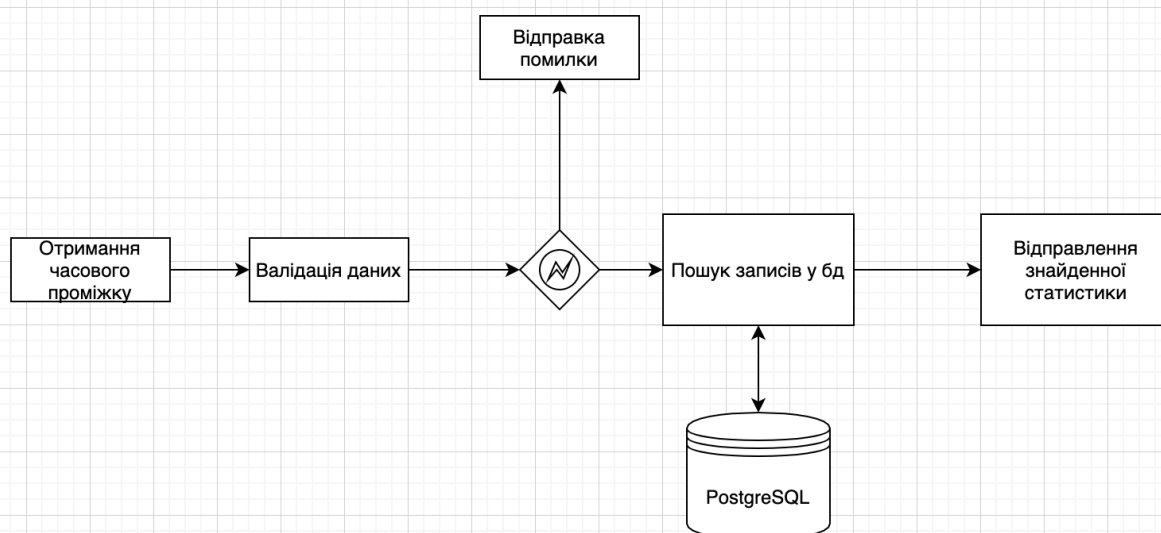 Відправка
помилки
Отримання
часового
проміжку
Валідація даних
Пошук записів у бд
Відправлення
знайденної
статистики
PostgreSQL